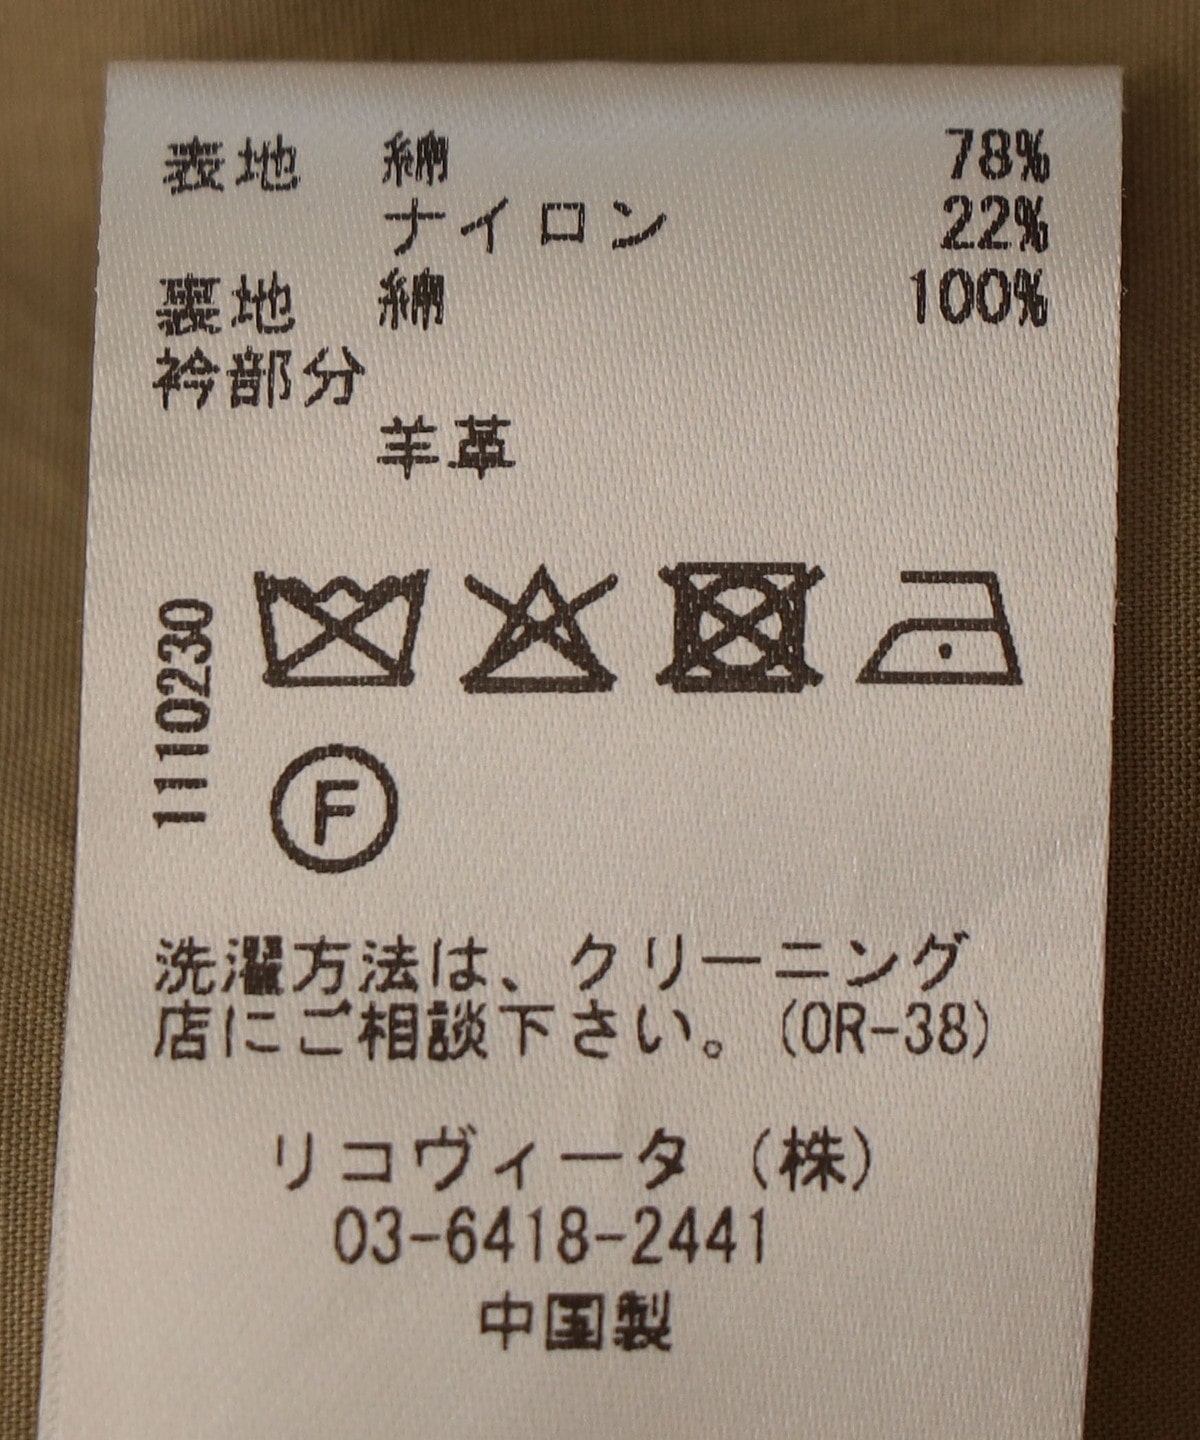 表地 綿 78%
ナイロン 22%
裏地 綿 100%
衿部分
羊革
1110230
F
洗濯方法は、クリーニング
店にご相談下さい。(OR-38)
リコヴィータ (株)
03-6418-2441
中国製